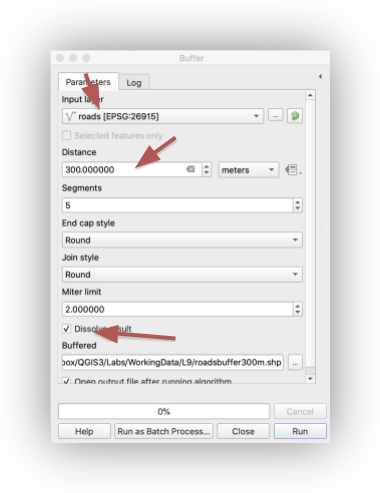 Buffer
Parameters Log
Input layer
roads [EPSG:26915]
...
Selected features only
Distance
300.000000 meters
Segments
5
End cap style
Round
Join style
Round
Miter limit
2.000000
Dissolve result
Buffered
box/QGIS3/Labs/WorkingData/L9/roadsbuffer300m.shp ...
Open output file after running algorithm
0% Cancel
Help Run as Batch Process... Close Run